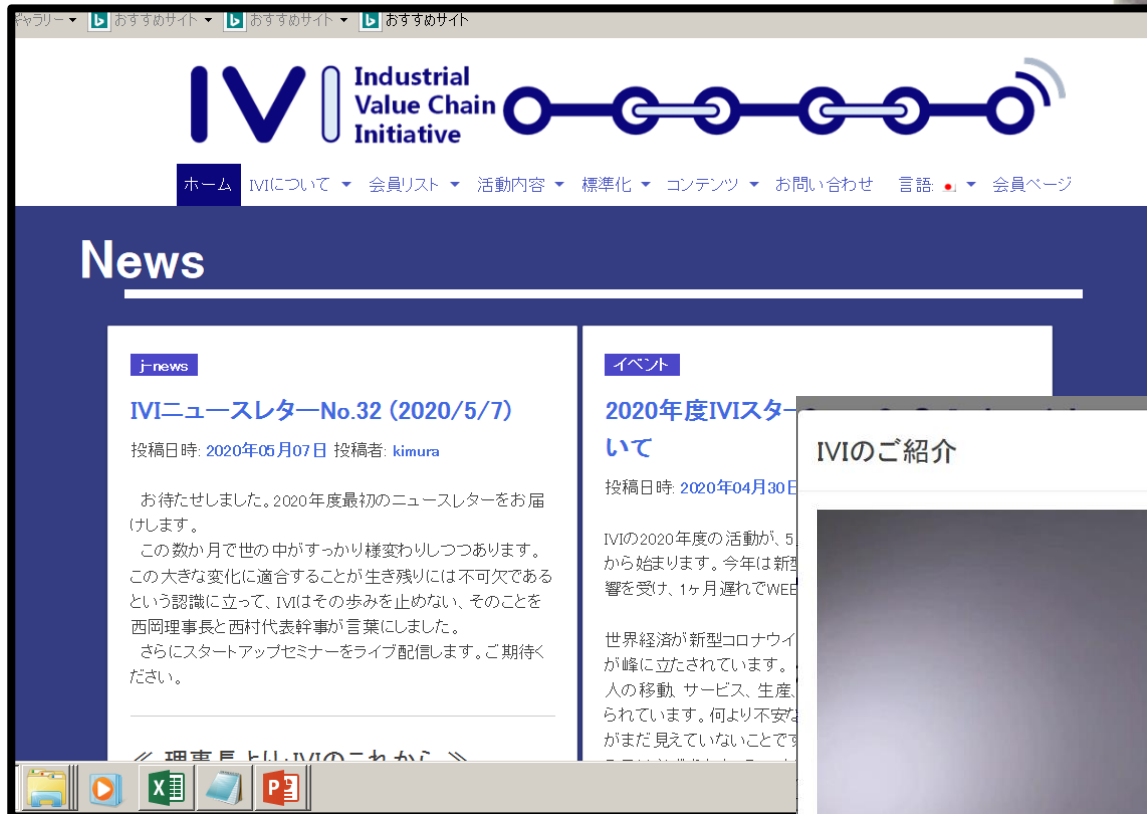 ギャラリー おすすめサイト おすすめサイト おすすめサイト
IVI Industrial
Value Chain
Initiative
ホーム IVIについて 会員リスト 活動内容 標準化 コンテンツ お問い合わせ 言語: 会員ページ
News
j-news
IVIニュースレターNo.32 (2020/5/7)
投稿日時: 2020年05月07日 投稿者: kimura
お待たせしました。2020年度最初のニュースレターをお届
けします。
この数か月で世の中がすっかり様変わりしつつあります。
この大きな変化に適合することが生き残りには不可欠である
という認識に立って、IVIはその歩みを止めない、そのことを
西岡理事長と西村代表幹事が言葉にしました。
さらにスタートアップセミナーをライブ配信します。ご期待く
ださい。
≪ 理事長より:IVIのこれから ≫
イベント
2020年度IVIスター
いて
投稿日時: 2020年04月30日
IVIの2020年度の活動が、5
から始まります。今年は新型
響を受け、1ヶ月遅れでWEB
世界経済が新型コロナウイ
が峰に立たされています。
人の移動、サービス、生産、
られています。何より不安な
がまだ見えていないことです
IVIのご紹介